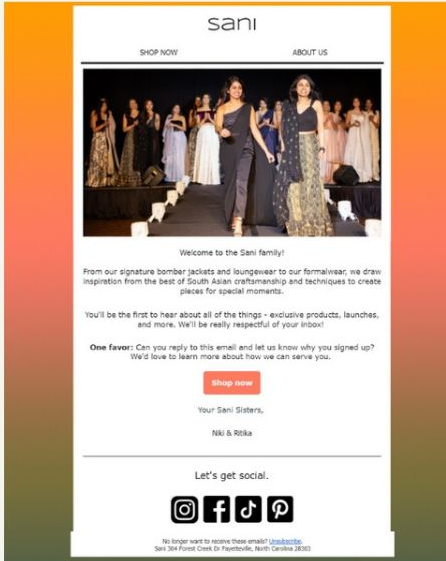 sani
SHOP NOW
ABOUT US
Welcome to the Sani family!
From our signature bomber jackets and loungewear to our formalwear, we draw
inspiration from the best of South Asian craftsmanship and techniques to create
pieces for special moments.
You'll be the first to hear about all of the things - exclusive products, launches,
and more. We'll be really respectful of your inbox!
One favor: Can you reply to this email and let us know why you signed up?
We'd love to learn more about how we can serve you.
Shop now
Your Sani Sisters,
Niki & Ritika
Let's get social.
No longer want to receive these emails? Unsubscribe.
Sani 304 Forest Creek Dr Fayetteville, North Carolina 28303